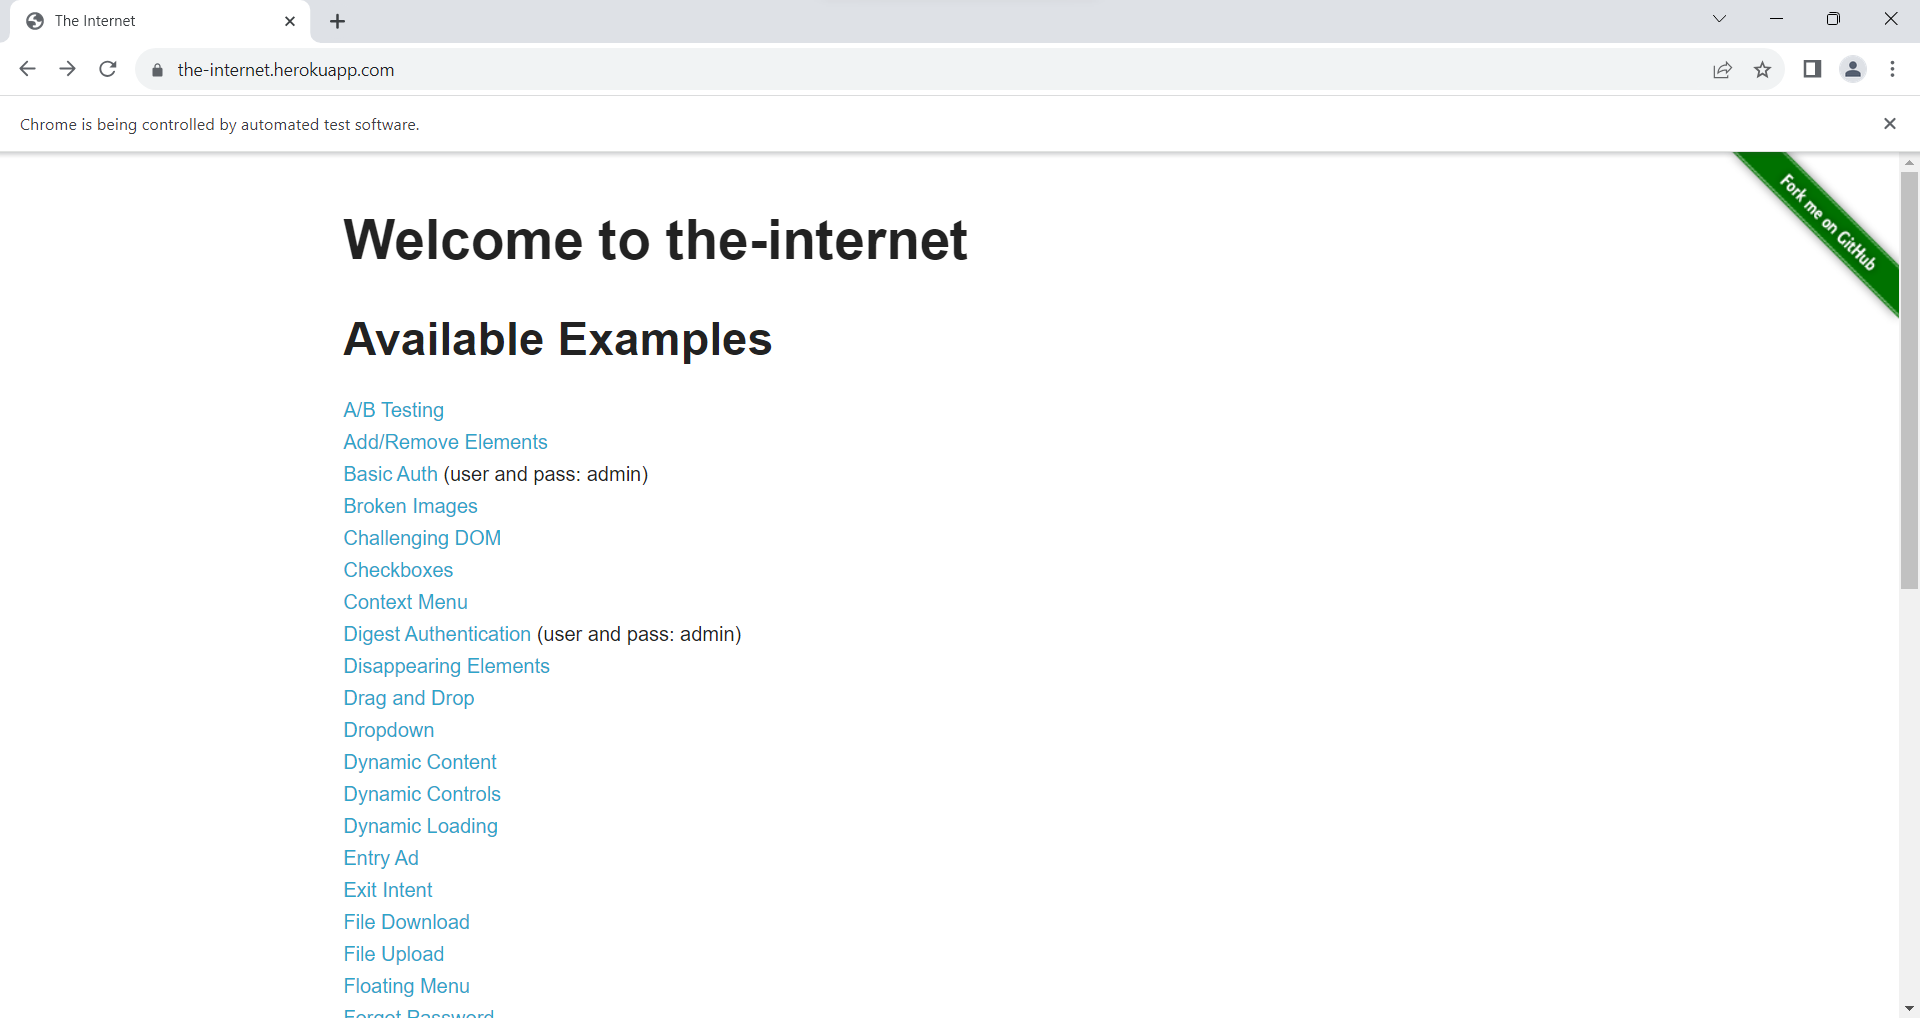 The Internet
the-internet.herokuapp.com
Chrome is being controlled by automated test software.
Fork me on GitHub
Welcome to the-internet
Available Examples
A/B Testing
Add/Remove Elements
Basic Auth (user and pass: admin)
Broken Images
Challenging DOM
Checkboxes
Context Menu
Digest Authentication (user and pass: admin)
Disappearing Elements
Drag and Drop
Dropdown
Dynamic Content
Dynamic Controls
Dynamic Loading
Entry Ad
Exit Intent
File Download
File Upload
Floating Menu
Forgot Password